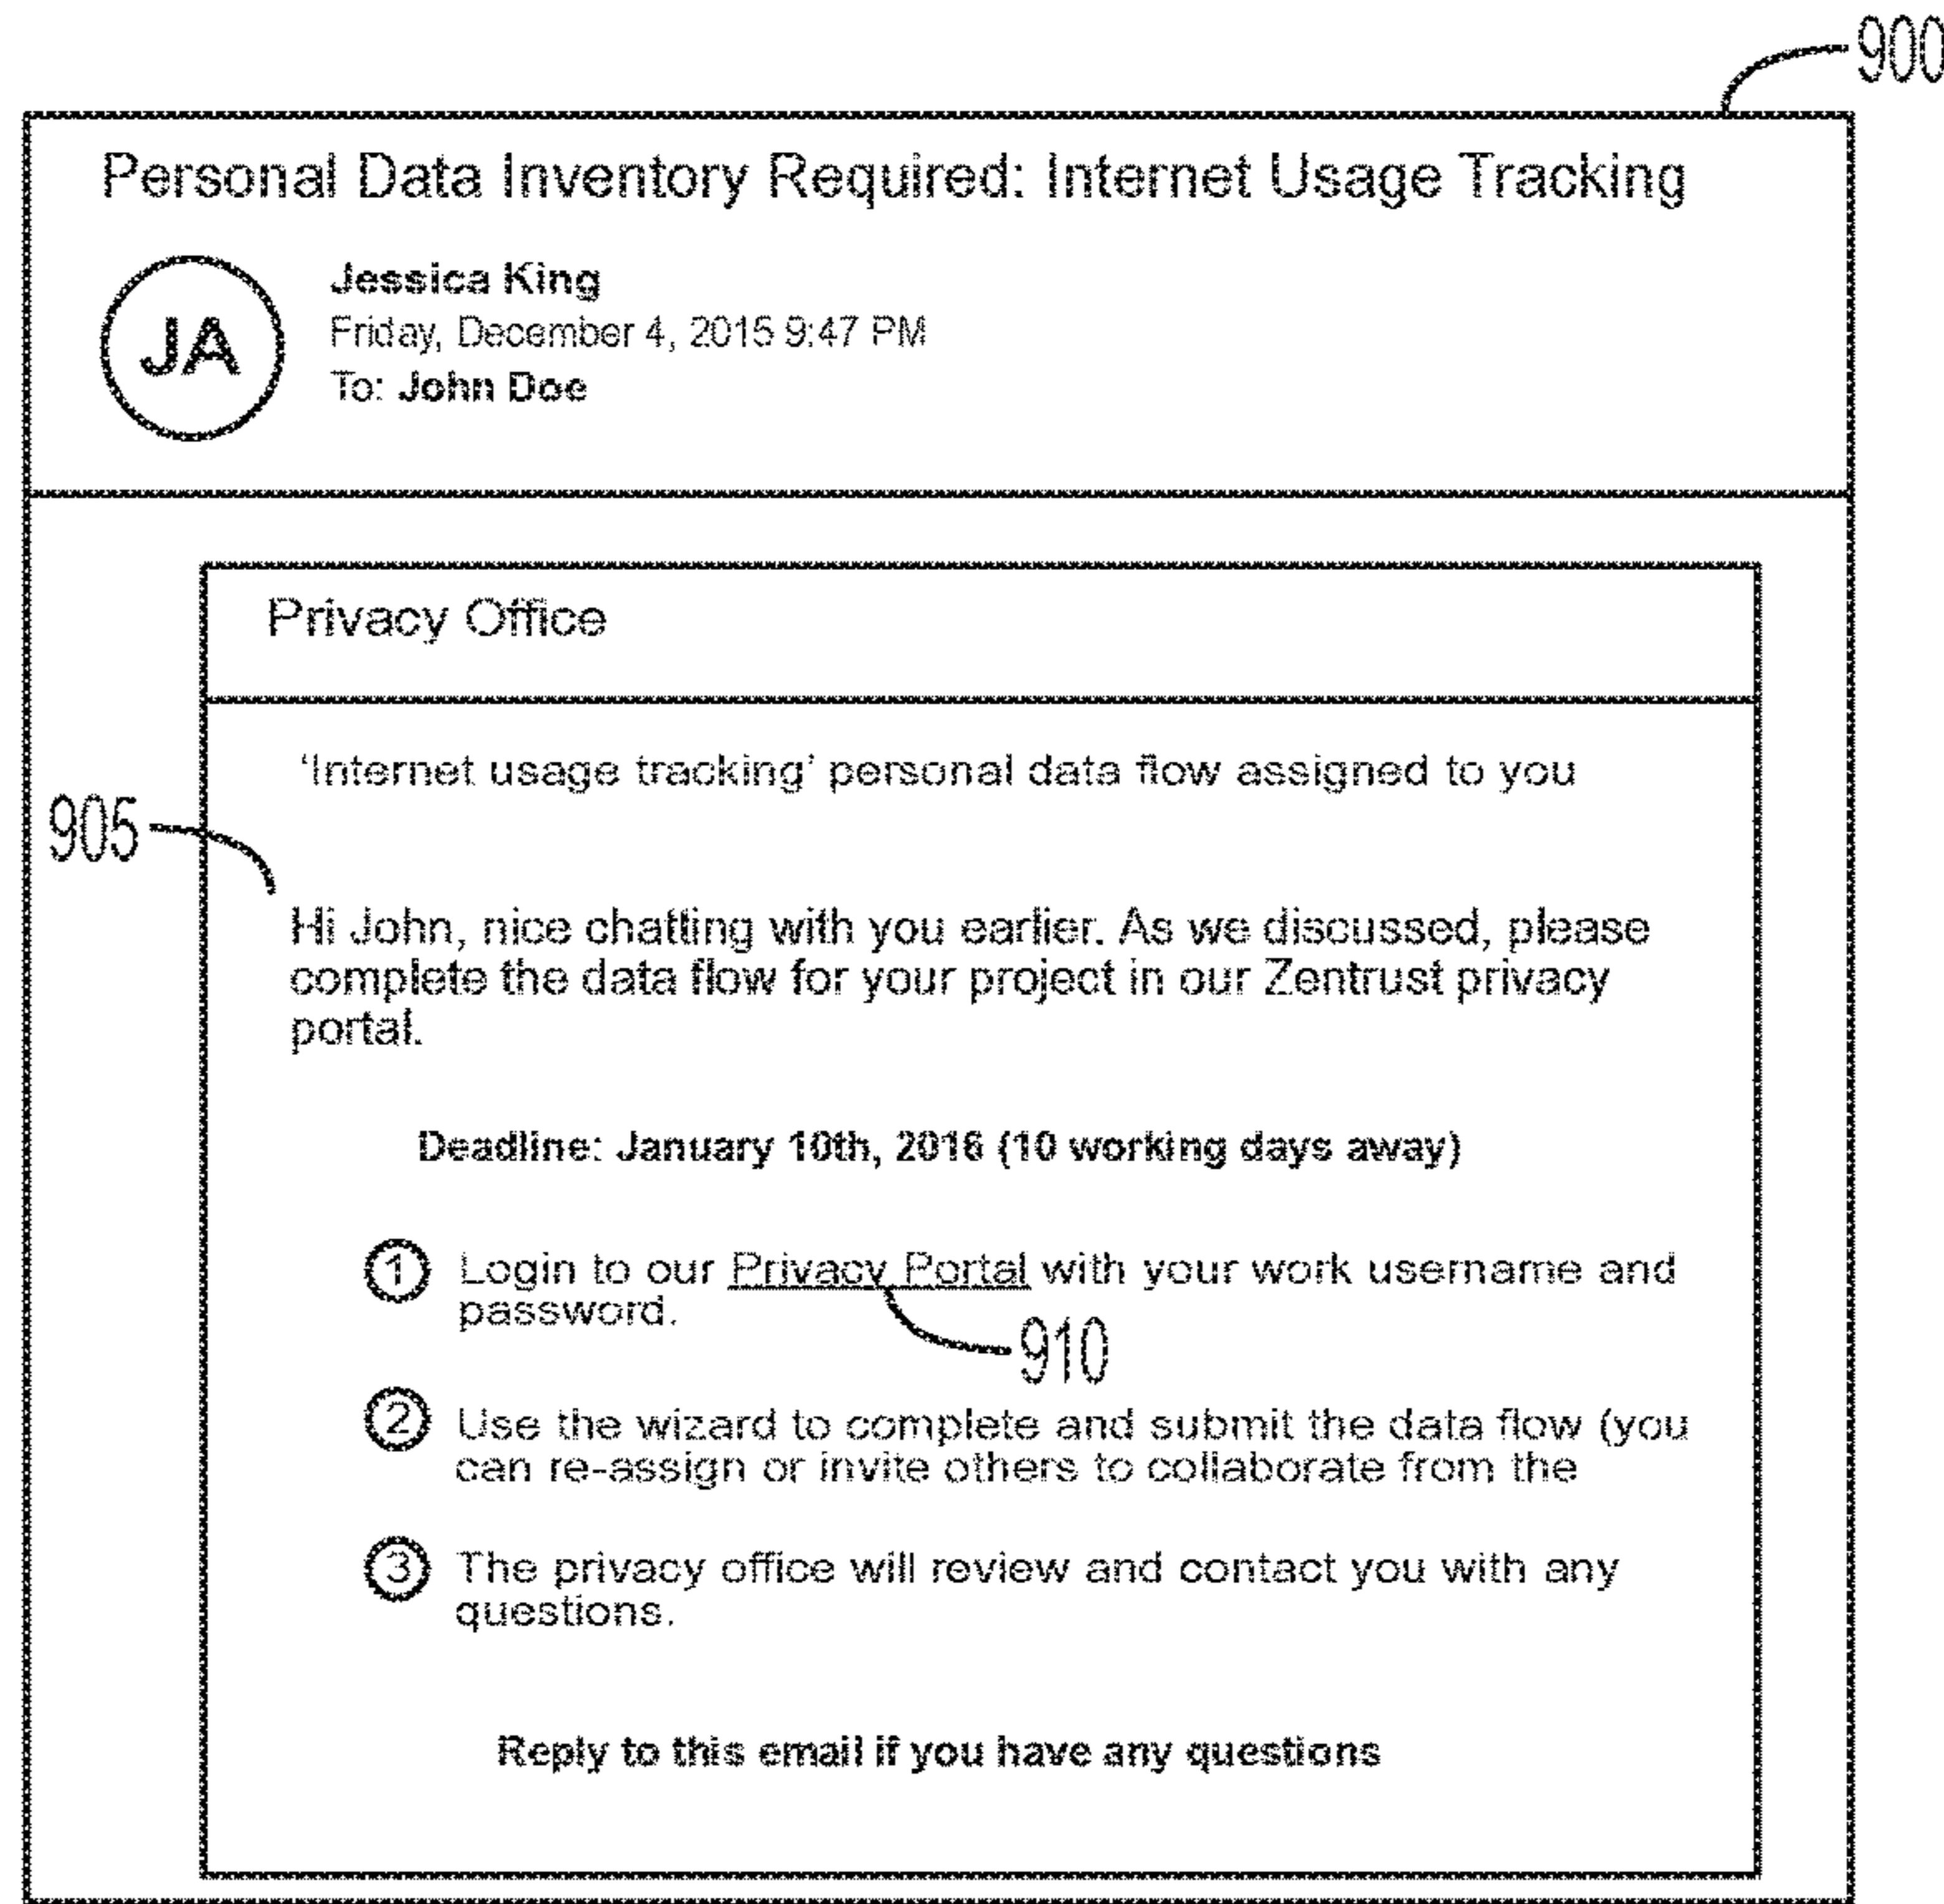 900
Personal Data Inventory Required: Internet Usage Tracking
JA
Jessica King
Friday, December 4, 2015 9:47 PM
To: John Doe
Privacy Office
‘Internet usage tracking’ personal data flow assigned to you
905
Hi John, nice chatting with you earlier. As we discussed, please
complete the data flow for your project in our Zentrust privacy
portal.
Deadline: January 10th, 2016 (10 working days away)
1 Login to our Privacy Portal with your work username and
password.
910
2 Use the wizard to complete and submit the data flow (you
can re-assign or invite others to collaborate from the
3 The privacy office will review and contact you with any
questions.
Reply to this email if you have any questions